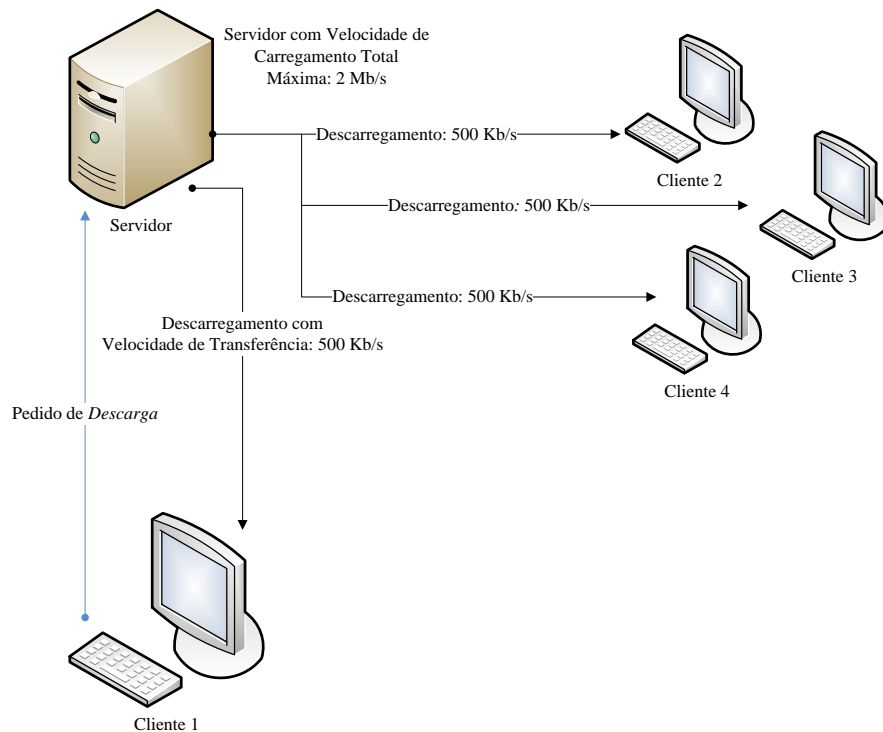 Servidor com Velocidade de
Carregamento Total
Máxima: 2 Mb/s
Descarregamento: 500 Kb/s
Cliente 2
Descarregamento: 500 Kb/s
Servidor
Cliente 3
Descarregamento: 500 Kb/s
Descarregamento com
Velocidade de Transferência: 500 Kb/s
Cliente 4
Pedido de Descarga
Cliente 1